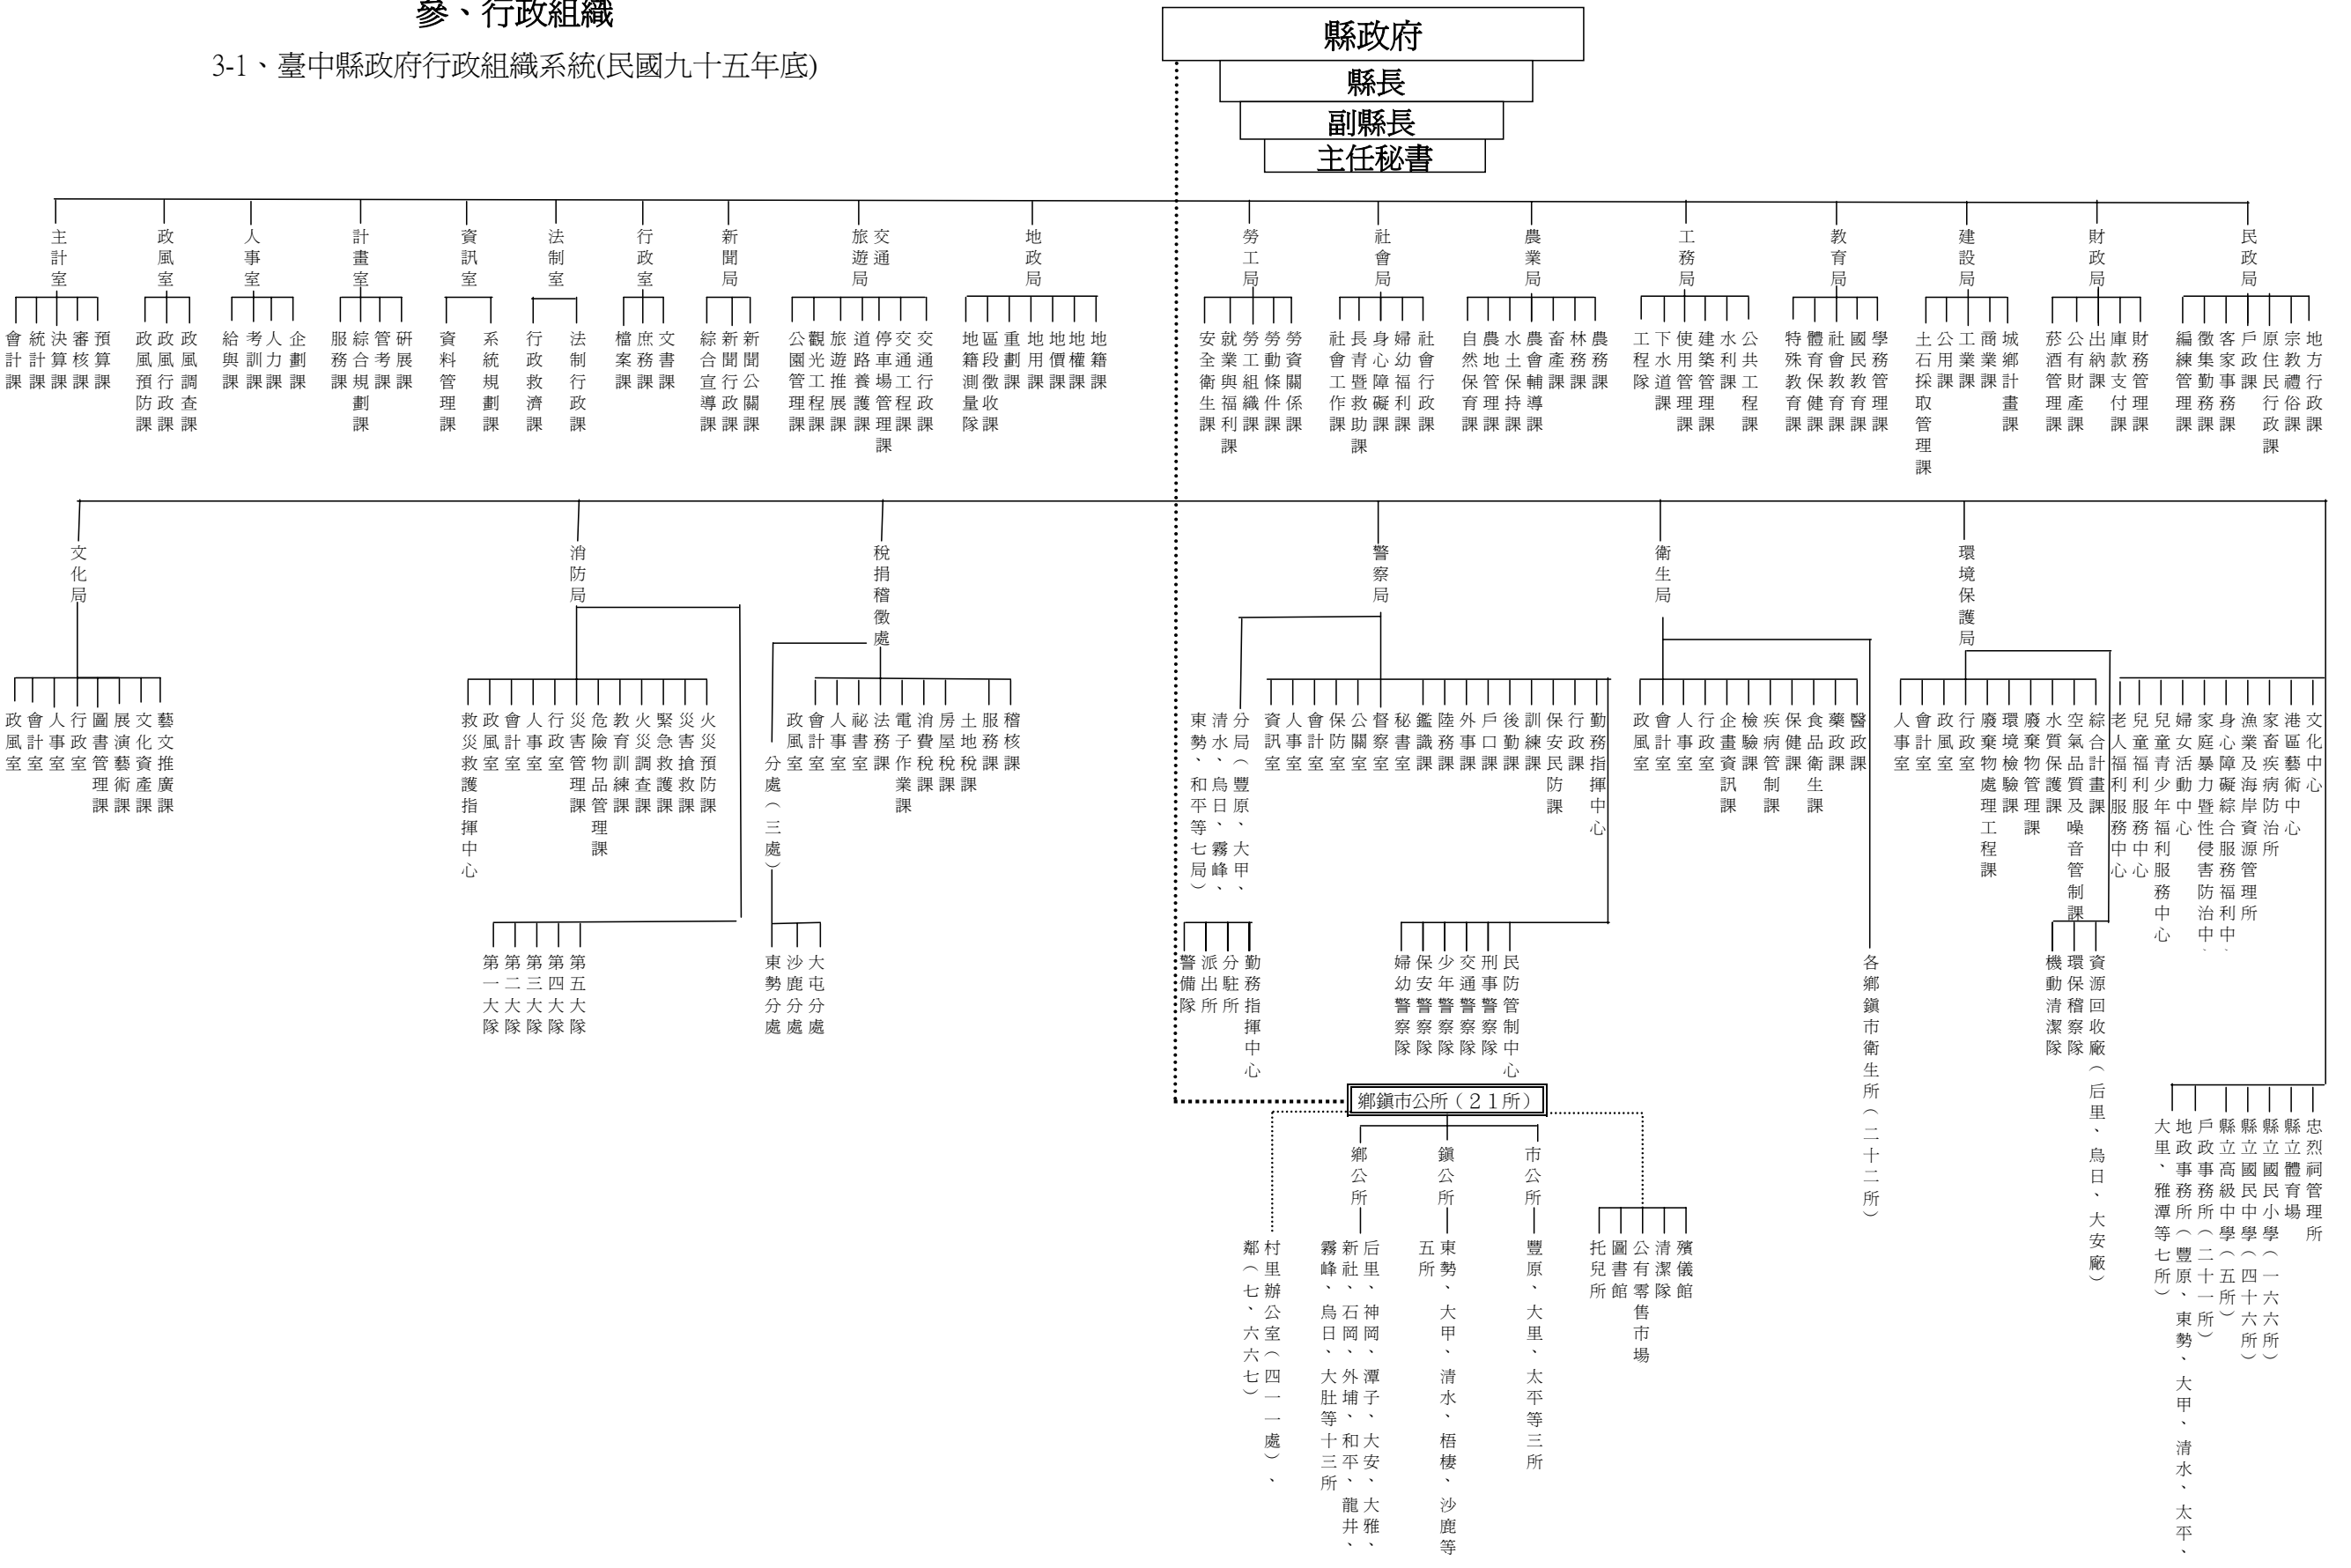 參、行政組織
3-1、臺中縣政府行政組織系統(民國九十五年底)
縣政府
縣長
副縣長
主任秘書
主計室
政風室
人事室
計畫室
資訊室
法制室
行政室
新聞局
交通
旅遊局
地政局
勞工局
社會局
農業局
工務局
教育局
建設局
財政局
民政局
會計課
統計課
決算課
審核課
預算課
政風預防課
政風行政課
政風調查課
給與課
考訓課
人力課
企劃課
服務課
綜合規劃課
管考課
研展課
資料管理課
系統規劃課
行政救濟課
法制行政課
檔案課
庶務課
文書課
綜合宣導課
新聞行政課
新聞公關課
公園管理課
觀光工程課
旅遊推展課
道路養護課
停車場管理課
交通工程課
交通行政課
地籍測量隊
區段徵收課
重劃課
地用課
地價課
地權課
地籍課
安全衛生課
就業與福利課
勞工組織課
勞動條件課
勞資關係課
社會工作課
長青暨救助課
身心障礙課
婦幼福利課
社會行政課
自然保育課
農地管理課
水土保持課
農會輔導課
畜產課
林務課
農務課
工程隊
下水道課
使用管理課
建築管理課
水利課
公共工程課
特殊教育課
體育保健課
社會教育課
國民教育課
學務管理課
土石採取管理課
公用課
工業課
商業課
城鄉計畫課
菸酒管理課
公有財產課
出納課
庫款支付課
財務管理課
編練管理課
徵集勤務課
客家事務課
戶政課
原住民行政課
宗教禮俗課
地方行政課
文化局
消防局
稅捐稽徵處
警察局
衛生局
環境保護局
政風室
會計室
人事室
行政室
圖書管理課
展演藝術課
文化資產課
藝文推廣課
救災救護指揮中心
政風室
會計室
人事室
行政室
災害管理課
危險物品管理課
教育訓練課
火災調查課
緊急救護課
災害搶救課
火災預防課
分處（三處）
政風室
會計室
人事室
祕書室
法務課
電子作業課
消費稅課
房屋稅課
土地稅課
服務課
稽核課
分局（豐原、大甲、
清水、烏日、霧峰、
東勢、和平等七局）
資訊室
人事室
會計室
保防室
公關室
督察室
秘書室
鑑識課
陸務課
外事課
戶口課
後勤課
訓練課
保安民防課
行政課
勤務指揮中心
政風室
會計室
人事室
行政室
企畫資訊課
檢驗課
疾病管制課
保健課
食品衛生課
藥政課
醫政課
人事室
會計室
政風室
行政室
廢棄物處理工程課
環境檢驗課
廢棄物管理課
水質保護課
空氣品質及噪音管制課
綜合計畫課
老人福利服務中心
兒童福利服務中心
兒童青少年福利服務中心
婦女活動中心
家庭暴力暨性侵害防治中
身心障礙綜合服務福利中
漁業及海岸資源管理所
家畜疾病防治所
港區藝術中心
文化中心
第一大隊
第二大隊
第三大隊
第四大隊
第五大隊
東勢分處
沙鹿分處
大屯分處
警備隊
派出所
分駐所
勤務指揮中心
婦幼警察隊
保安警察隊
少年警察隊
交通警察隊
刑事警察隊
民防管制中心
各鄉鎮市衛生所（二十二所）
機動清潔隊
環保稽察隊
資源回收廠（后里、烏日、大安廠）
鄉鎮市公所（２１所）
鄉公所
鎮公所
市公所
村里辦公室（四一一處）、
鄰（七、六六七）
后里、神岡、潭子、大安、大雅、
新社、石岡、外埔、和平、龍井、
霧峰、烏日、大肚等十三所
東勢、大甲、清水、梧棲、沙鹿等
五所
豐原、大里、太平等三所
托兒所
圖書館
公有零售市場
清潔隊
殯儀館
忠烈祠管理所
縣立體育場
縣立國民小學（一六六所）
縣立國民中學（四十六所）
縣立高級中學（五所）
戶政事務所（二十一所）
地政事務所（豐原、東勢、大甲、清水、太平、
大里、雅潭等七所）